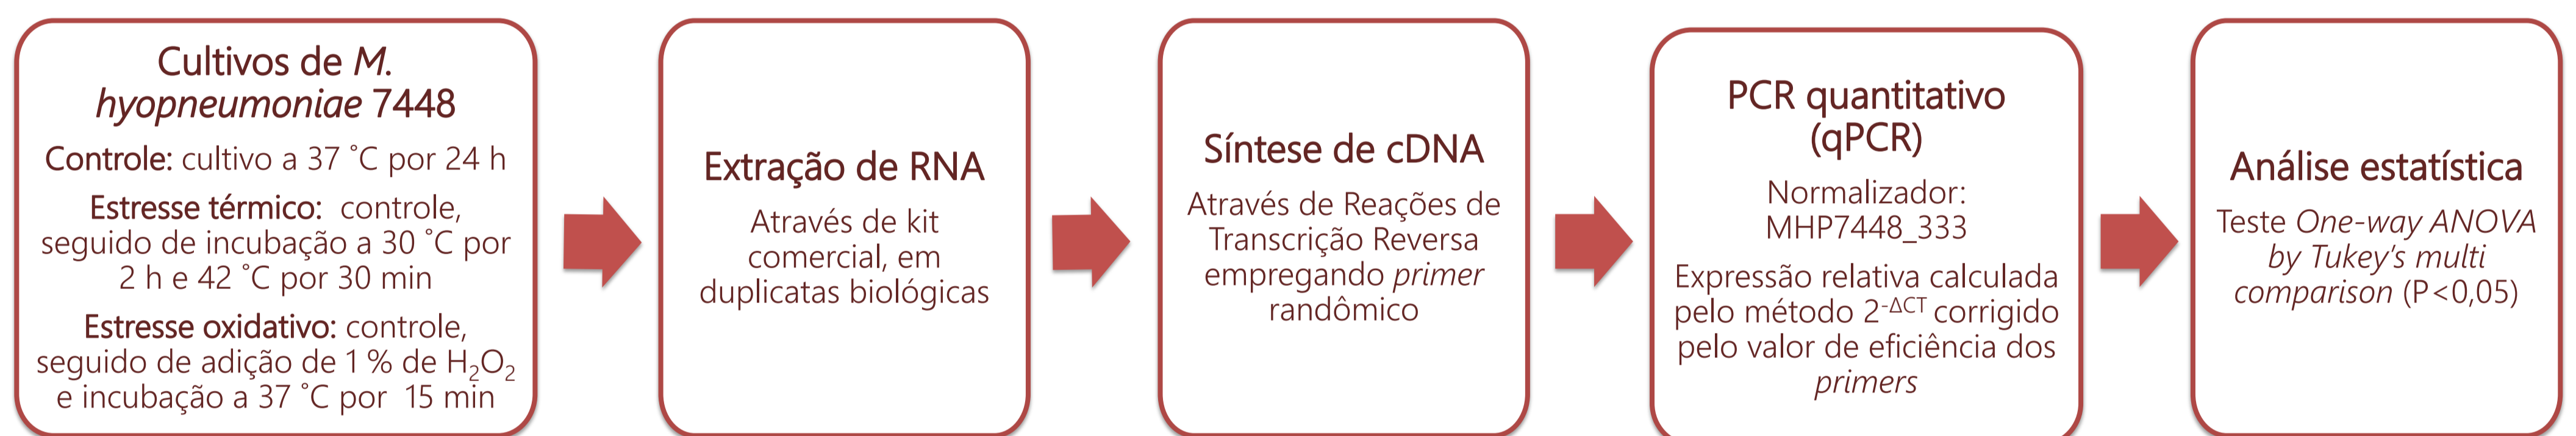 Cultivos de M.
hyopneumoniae 7448
Controle: cultivo a 37 ˚C por 24 h
Estresse térmico:  controle,
seguido de incubação a 30 ˚C por
2 h e 42 ˚C por 30 min
Estresse oxidativo: controle,
seguido de adição de 1 % de H₂O₂
e incubação a 37 ˚C por  15 min
Extração de RNA
Através de kit
comercial, em
duplicatas biológicas
Síntese de cDNA
Através de Reações de
Transcrição Reversa
empregando primer
randômico
PCR quantitativo
(qPCR)
Normalizador:
MHP7448_333
Expressão relativa calculada
pelo método 2⁻ΔCT corrigido
pelo valor de eficiência dos
primers
Análise estatística
Teste One-way ANOVA
by Tukey's multi
comparison (P<0,05)